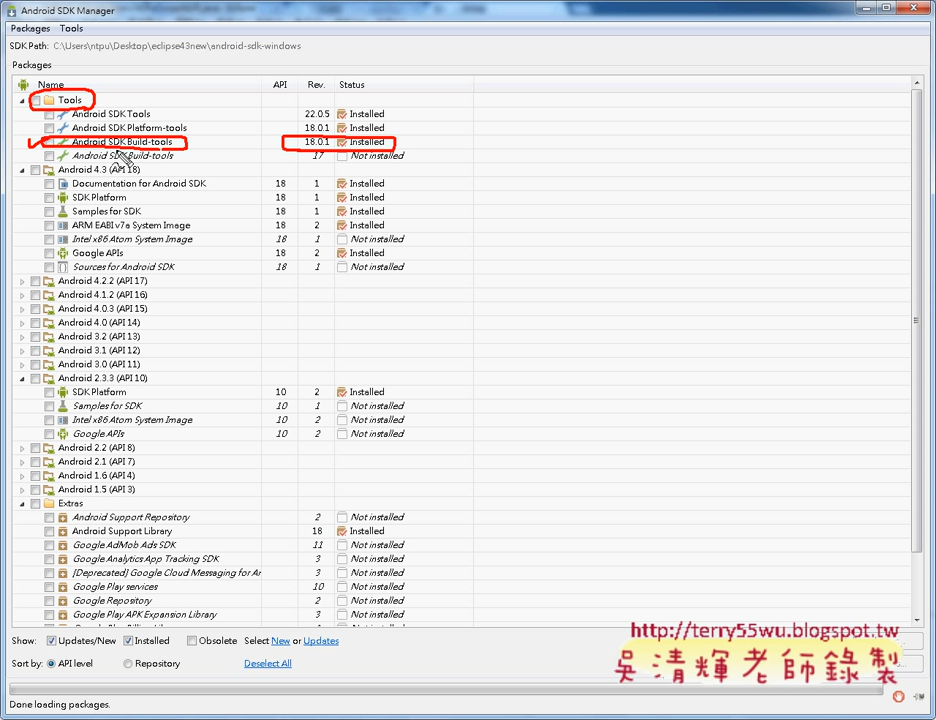 Android SDK Manager
Packages Tools
SDK Path: C:\Users\ntpu\Desktop\eclipse43new\android-sdk-windows
Packages
Name API Rev. Status
Tools
Android SDK Tools 22.0.5 Installed
Android SDK Platform-tools 18.0.1 Installed
Android SDK Build-tools 18.0.1 Installed
Android SDK Build-tools 17 Not installed
Android 4.3 (API 18)
Documentation for Android SDK 18 1 Installed
SDK Platform 18 1 Installed
Samples for SDK 18 1 Installed
ARM EABI v7a System Image 18 2 Installed
Intel x86 Atom System Image 18 1 Not installed
Google APIs 18 2 Installed
Sources for Android SDK 18 1 Not installed
Android 4.2.2 (API 17)
Android 4.1.2 (API 16)
Android 4.0.3 (API 15)
Android 4.0 (API 14)
Android 3.2 (API 13)
Android 3.1 (API 12)
Android 3.0 (API 11)
Android 2.3.3 (API 10)
SDK Platform 10 2 Installed
Samples for SDK 10 1 Not installed
Intel x86 Atom System Image 10 2 Not installed
Google APIs 10 2 Not installed
Android 2.2 (API 8)
Android 2.1 (API 7)
Android 1.6 (API 4)
Android 1.5 (API 3)
Extras
Android Support Repository 2 Not installed
Android Support Library 18 Installed
Google AdMob Ads SDK 11 Not installed
Google Analytics App Tracking SDK 3 Not installed
[Deprecated] Google Cloud Messaging for An 3 Not installed
Google Play services 10 Not installed
Google Repository 2 Not installed
Google Play APK Expansion Library 3 Not installed
Show: Updates/New Installed Obsolete Select New or Updates
Sort by: API level Repository Deselect All
http://terry55wu.blogspot.tw
吳清輝老師錄製
Done loading packages.